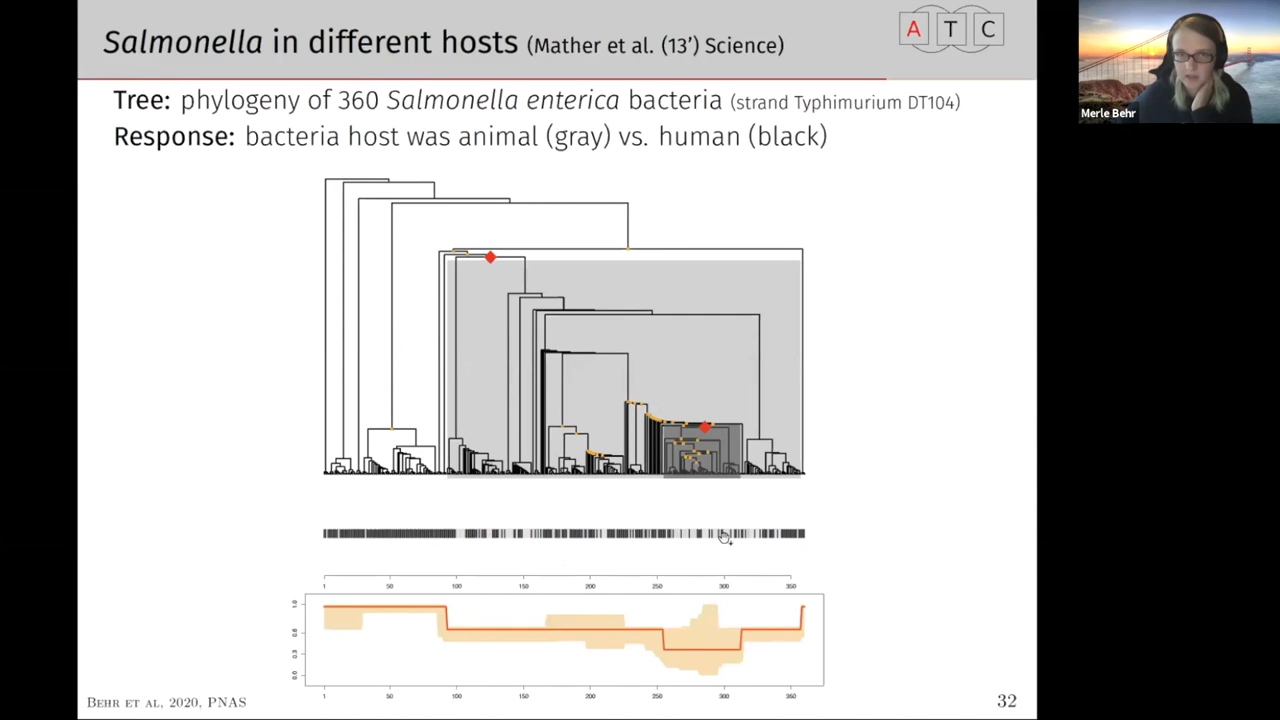 Salmonella in different hosts (Mather et al. (13') Science)
A T C
Merle Behr
Tree: phylogeny of 360 Salmonella enterica bacteria (strand Typhimurium DT104)
Response: bacteria host was animal (gray) vs. human (black)
1 50 100 150 200 250 300 350
1.0
0.6
0.3
0.0
1 50 100 150 200 250 300 350
Behr et al, 2020, PNAS
32